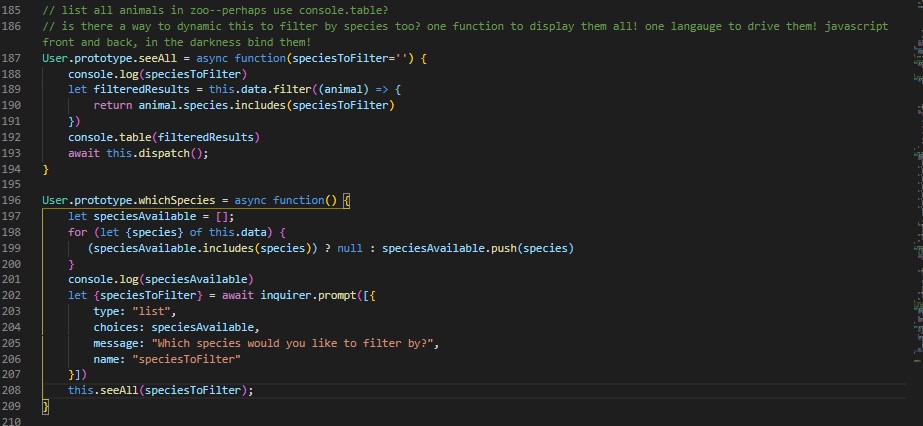 185 // list all animals in zoo--perhaps use console.table?
186 // is there a way to dynamic this to filter by species too? one function to display them all! one langauge to drive them! javascript
front and back, in the darkness bind them!
187 User.prototype.seeAll = async function(speciesToFilter='') {
188     console.log(speciesToFilter)
189     let filteredResults = this.data.filter((animal) => {
190         return animal.species.includes(speciesToFilter)
191     })
192     console.table(filteredResults)
193     await this.dispatch();
194 }
195
196 User.prototype.whichSpecies = async function() {
197     let speciesAvailable = [];
198     for (let {species} of this.data) {
199        (speciesAvailable.includes(species)) ? null : speciesAvailable.push(species)
200     }
201     console.log(speciesAvailable)
202     let {speciesToFilter} = await inquirer.prompt([{
203         type: "list",
204         choices: speciesAvailable,
205         message: "Which species would you like to filter by?",
206         name: "speciesToFilter"
207     }])
208     this.seeAll(speciesToFilter);
209 }
210